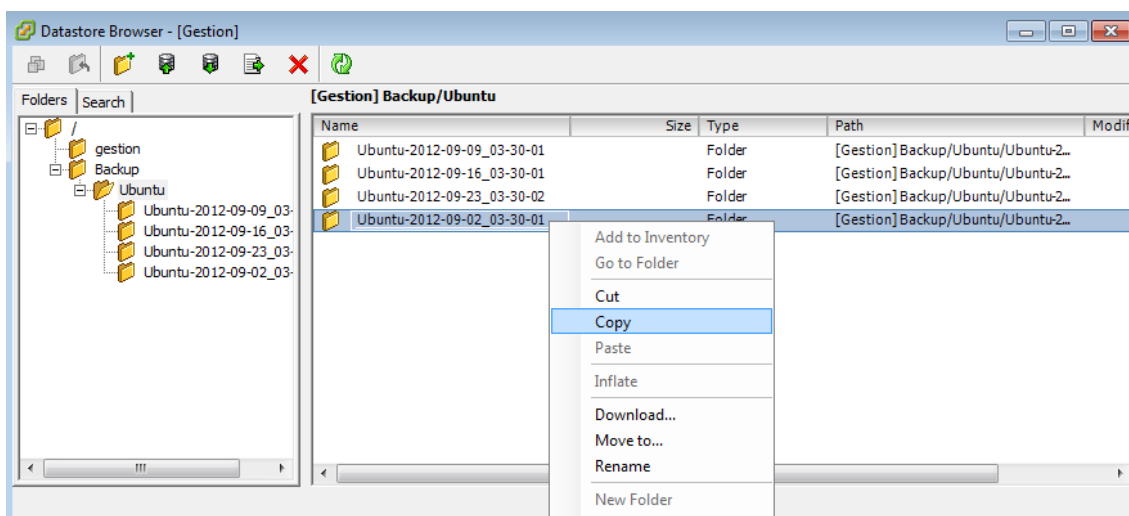 Datastore Browser - [Gestion]
Folders
Search
[Gestion] Backup/Ubuntu
/
gestion
Backup
Ubuntu
Ubuntu-2012-09-09_03-
Ubuntu-2012-09-16_03-
Ubuntu-2012-09-23_03-
Ubuntu-2012-09-02_03-
Name Size Type Path Modif
Ubuntu-2012-09-09_03-30-01 Folder [Gestion] Backup/Ubuntu/Ubuntu-2...
Ubuntu-2012-09-16_03-30-01 Folder [Gestion] Backup/Ubuntu/Ubuntu-2...
Ubuntu-2012-09-23_03-30-02 Folder [Gestion] Backup/Ubuntu/Ubuntu-2...
Ubuntu-2012-09-02_03-30-01 Folder [Gestion] Backup/Ubuntu/Ubuntu-2...
Add to Inventory
Go to Folder
Cut
Copy
Paste
Inflate
Download...
Move to...
Rename
New Folder